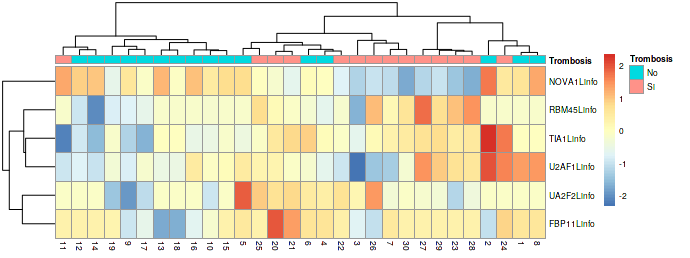 Trombosis
NOVA1Linfo
RBM45Linfo
TIA1Linfo
U2AF1Linfo
UA2F2Linfo
FBP11Linfo
11 12 14 19 9 17 13 18 16 10 15 5 25 20 21 6 4 22 3 26 7 30 27 29 23 28 2 24 1 8
2
1
0
-1
-2
Trombosis
No
SI